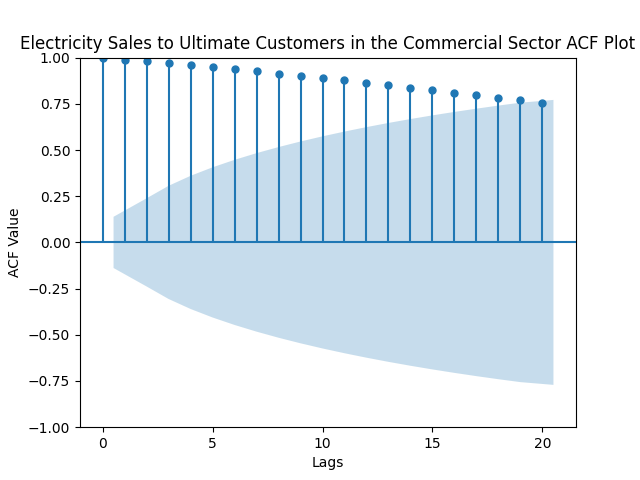 Electricity Sales to Ultimate Customers in the Commercial Sector ACF Plot
1.00
0.75
0.50
0.25
0.00
−0.25
−0.50
−0.75
−1.00
ACF Value
0 5 10 15 20
Lags